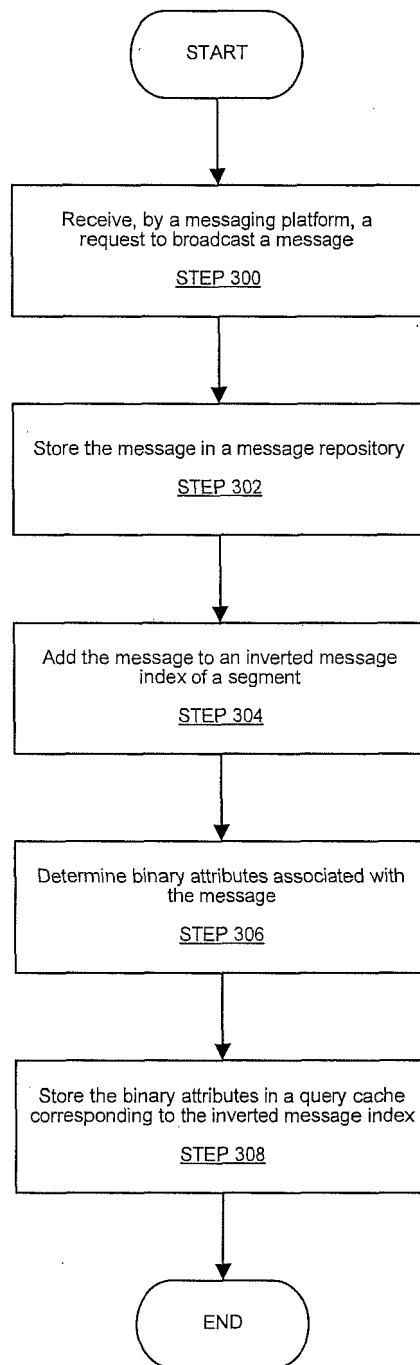 START
Receive, by a messaging platform, a
request to broadcast a message
STEP 300
Store the message in a message repository
STEP 302
Add the message to an inverted message
index of a segment
STEP 304
Determine binary attributes associated with
the message
STEP 306
Store the binary attributes in a query cache
corresponding to the inverted message index
STEP 308
END